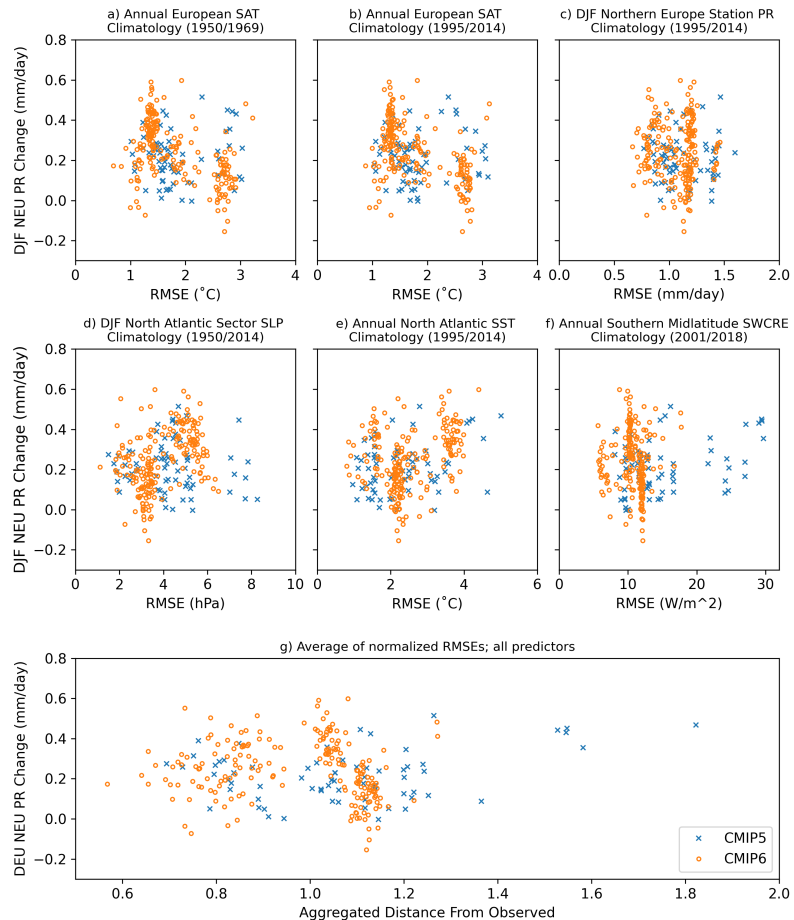 a) Annual European SAT
Climatology (1950/1969)
b) Annual European SAT
Climatology (1995/2014)
c) DJF Northern Europe Station PR
(1995/2014)
DJF NEU PR Change (mm/day)
0.8
0.6
0.4
0.2
0.0
−0.2
0 1 2 3 4
0 1 2 3 4
0.0 0.5 1.0 1.5 2.0
RMSE (˚C)
RMSE (˚C)
RMSE (mm/day)
d) DJF North Atlantic Sector SLP
Climatology (1950/2014)
e) Annual North Atlantic SST
Climatology (1995/2014)
f) Annual Southern Midlatitude SWCRE
Climatology (2001/2018)
DJF NEU PR Change (mm/day)
0.8
0.6
0.4
0.2
0.0
−0.2
0 2 4 6 8 10
0 2 4 6
0 10 20 30
RMSE (hPa)
RMSE (˚C)
RMSE (W/m^2)
g) Average of normalized RMSEs; all predictors
DEU NEU PR Change (mm/day)
0.8
0.6
0.4
0.2
0.0
−0.2
CMIP5
CMIP6
0.6 0.8 1.0 1.2 1.4 1.6 1.8 2.0
Aggregated Distance From Observed